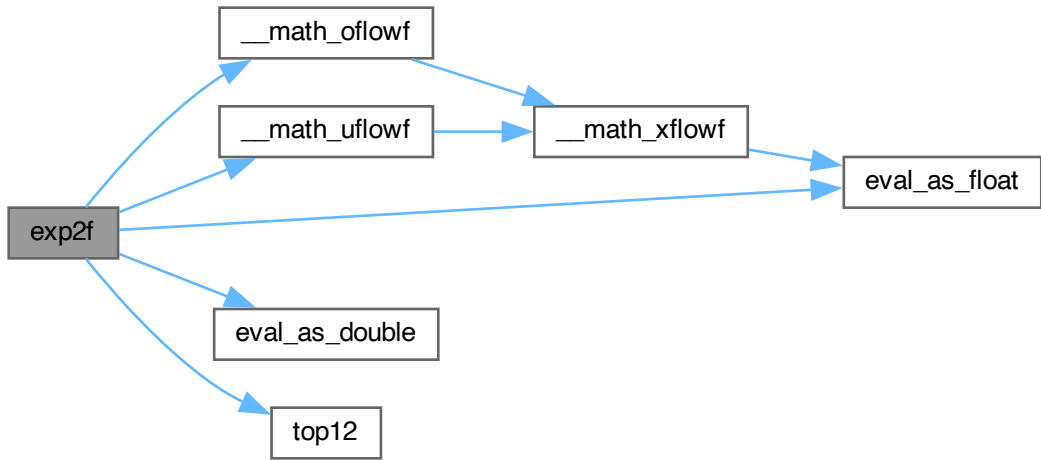 __math_oflowf
__math_uflowf
__math_xflowf
eval_as_float
exp2f
eval_as_double
top12